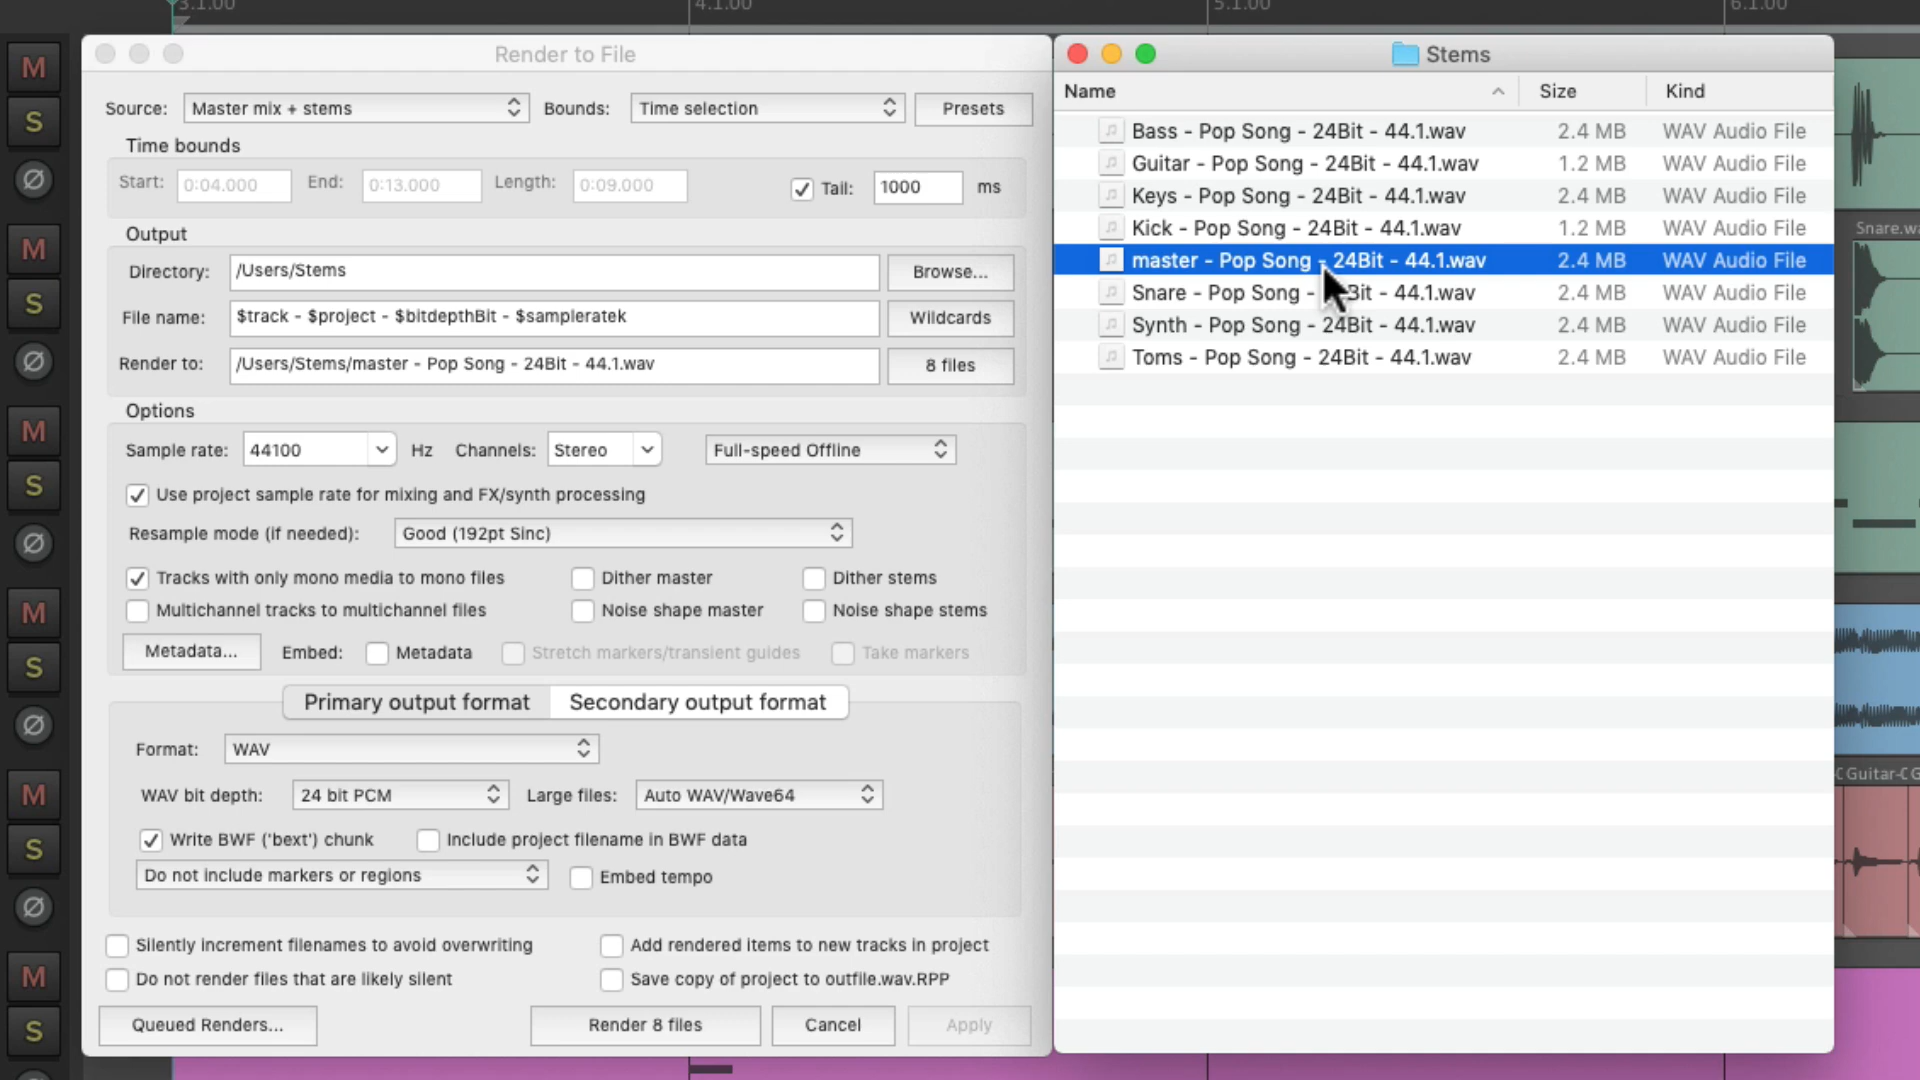 3.1.00
4.1.00
5.1.00
6.1.00
M
S
Ø
M
S
Ø
M
S
Ø
M
S
Ø
M
S
Ø
M
S
Render to File
Source: Master mix + stems Bounds: Time selection Presets
Time bounds
Start: 0:04.000 End: 0:13.000 Length: 0:09.000 Tail: 1000 ms
Output
Directory: /Users/Stems Browse...
File name: $track - $project - $bitdepthBit - $sampleratek Wildcards
Render to: /Users/Stems/master - Pop Song - 24Bit - 44.1.wav 8 files
Options
Sample rate: 44100 Hz Channels: Stereo Full-speed Offline
Use project sample rate for mixing and FX/synth processing
Resample mode (if needed): Good (192pt Sinc)
Tracks with only mono media to mono files Dither master Dither stems
Multichannel tracks to multichannel files Noise shape master Noise shape stems
Metadata... Embed: Metadata Stretch markers/transient guides Take markers
Primary output format Secondary output format
Format: WAV
WAV bit depth: 24 bit PCM Large files: Auto WAV/Wave64
Write BWF ('bext') chunk Include project filename in BWF data
Do not include markers or regions Embed tempo
Silently increment filenames to avoid overwriting Add rendered items to new tracks in project
Do not render files that are likely silent Save copy of project to outfile.wav.RPP
Queued Renders... Render 8 files Cancel Apply
Stems
Name Size Kind
Bass - Pop Song - 24Bit - 44.1.wav 2.4 MB WAV Audio File
Guitar - Pop Song - 24Bit - 44.1.wav 1.2 MB WAV Audio File
Keys - Pop Song - 24Bit - 44.1.wav 2.4 MB WAV Audio File
Kick - Pop Song - 24Bit - 44.1.wav 1.2 MB WAV Audio File
master - Pop Song - 24Bit - 44.1.wav 2.4 MB WAV Audio File
Snare - Pop Song - Bit - 44.1.wav 2.4 MB WAV Audio File
Synth - Pop Song - 24Bit - 44.1.wav 2.4 MB WAV Audio File
Toms - Pop Song - 24Bit - 44.1.wav 2.4 MB WAV Audio File
Snare.wa
Guitar-